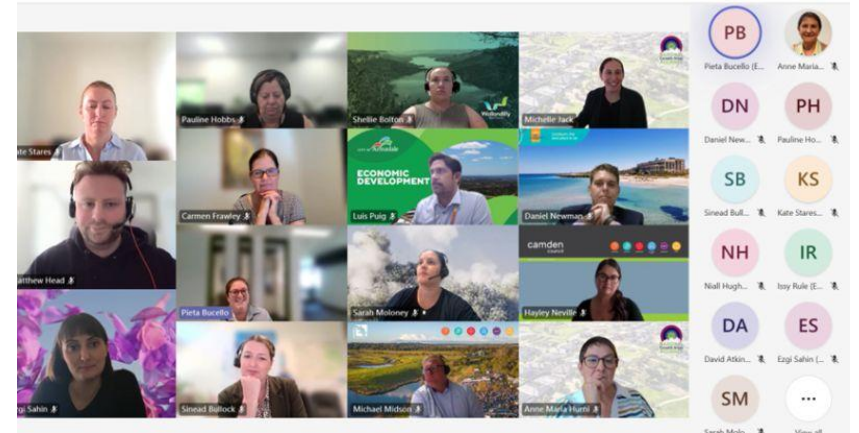 ate Stares
Pauline Hobbs
Shellie Bolton
Wollondilly
Michelle Jack
atthew Head
Carmen Frawley
ECONOMIC
DEVELOPMENT
Luis Puig
Daniel Newman
Pieta Bucello
Sarah Moloney
camden
council
Hayley Neville
gi Sahin
Sinead Bullock
Michael Midson
Anne Maria Hurni
PB
Pieta Bucello (E...
Anne Maria...
DN
PH
Daniel New...
Pauline Ho...
SB
KS
Sinead Bull...
Kate Stares...
NH
IR
Niall Hugh...
Issy Rule (E...
DA
ES
David Atkin...
Ezgi Sahin (...
SM
...
Sarah Molo...
View all